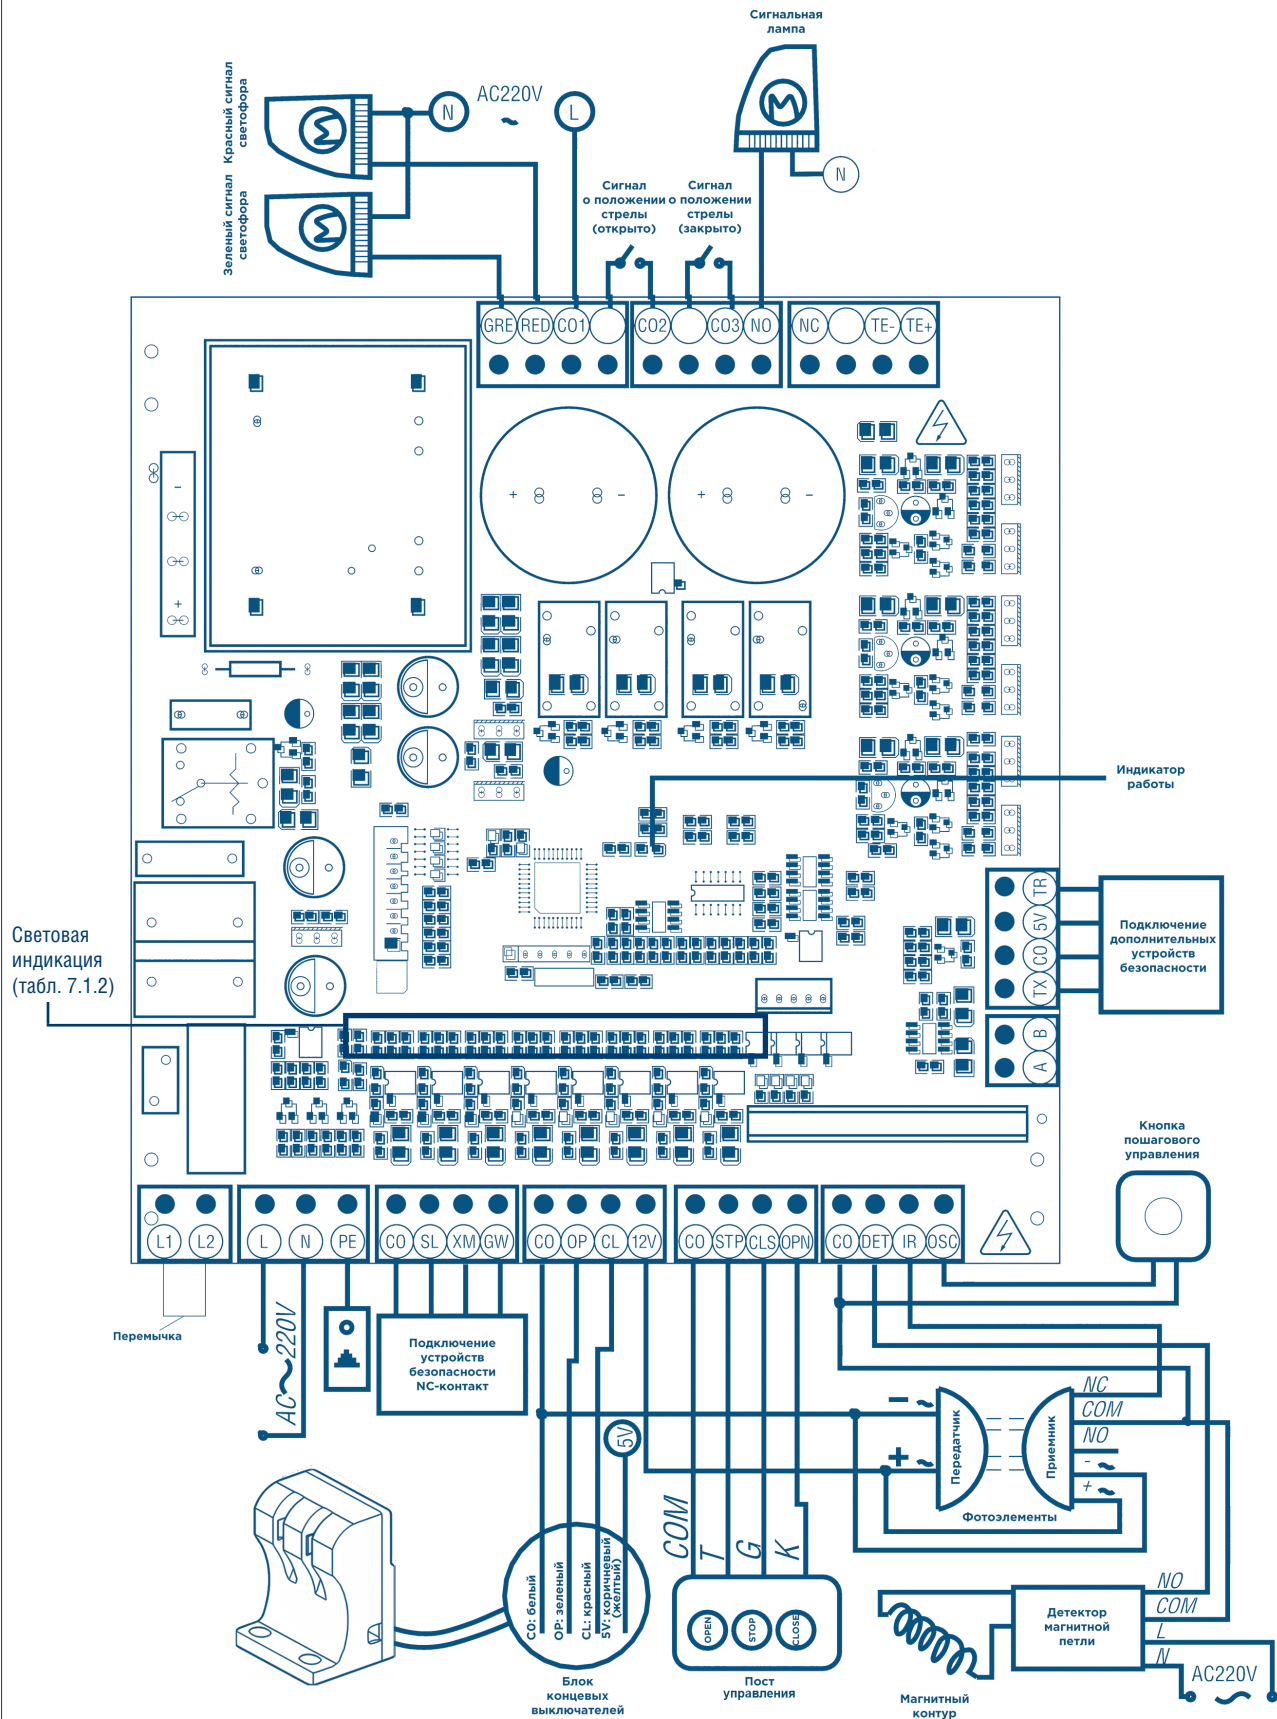 Сигнальная
лампа
Красный сигнал
светофора
Зеленый сигнал
светофора
N
AC220V
~
L
N
Сигнал
о положении
стрелы
(открыто)
Сигнал
о положении
стрелы
(закрыто)
GRE RED CO1
CO2 CO3 NO
NC TE- TE+
+ -
+ -
-
+
Индикатор
работы
Световая
индикация
(табл. 7.1.2)
TR
5V
CO
TX
Подключение
дополнительных
устройств
безопасности
B
A
Кнопка
пошагового
управления
L1 L2
L N PE
CO SL XM GW
CO OP CL 12V
CO STP CLS OPN
CO DET IR OSC
Перемычка
AC~220V
Подключение
устройств
безопасности
NC-контакт
5V
- ~
+ ~
Передатчик
Приемник
NC
COM
NO
- ~
+ ~
Фотоэлементы
COM
T
G
K
CO: белый
OP: зеленый
CL: красный
5V: коричневый
(желтый)
OPEN
STOP
CLOSE
Блок
концевых
выключателей
Пост
управления
Детектор
магнитной
петли
NO
COM
L
N
AC220V
~
Магнитный
контур